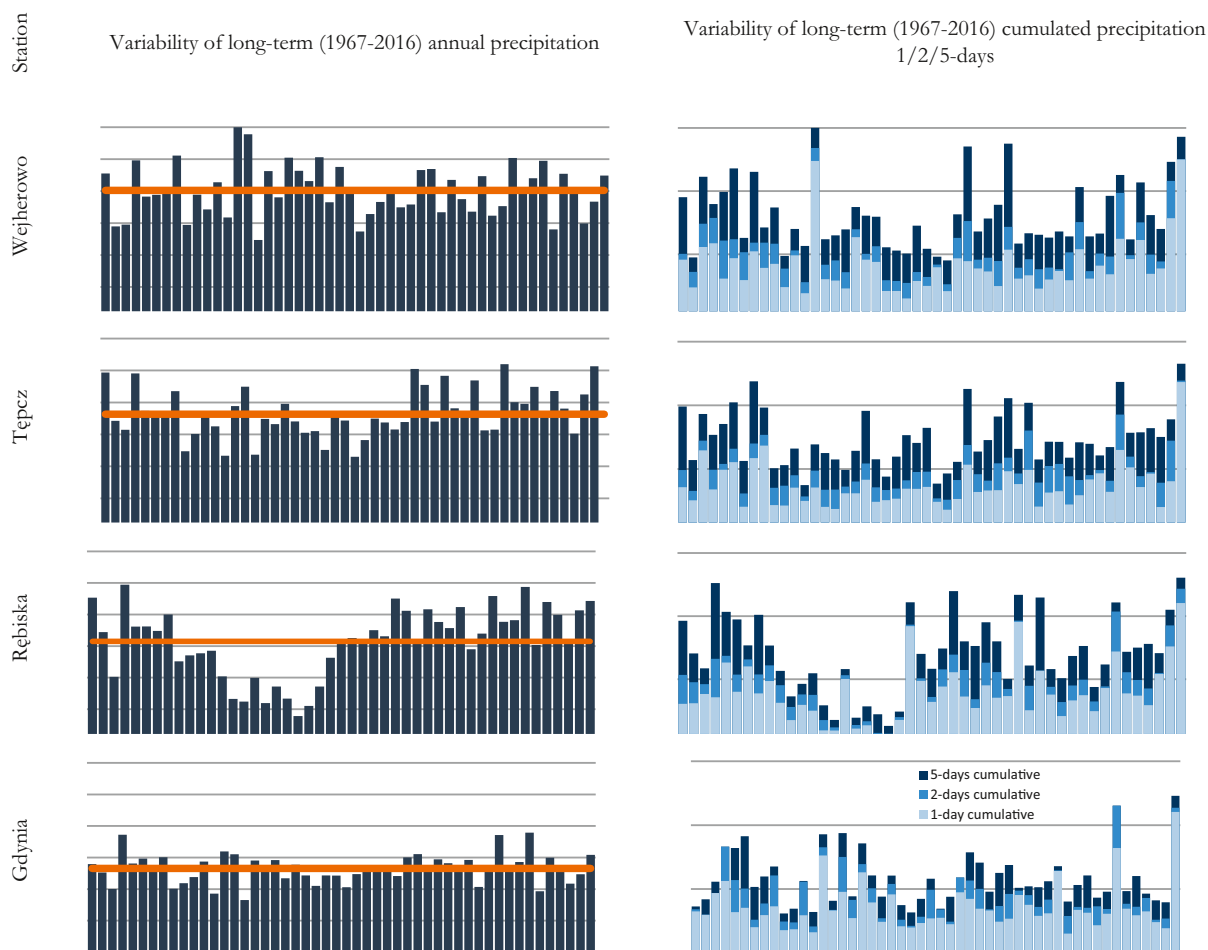 Station
Variability of long-term (1967-2016) annual precipitation
Variability of long-term (1967-2016) cumulated precipitation
1/2/5-days
Wejherowo
Tępcz
Rębiska
Gdynia
5-days cumulative
2-days cumulative
1-day cumulative